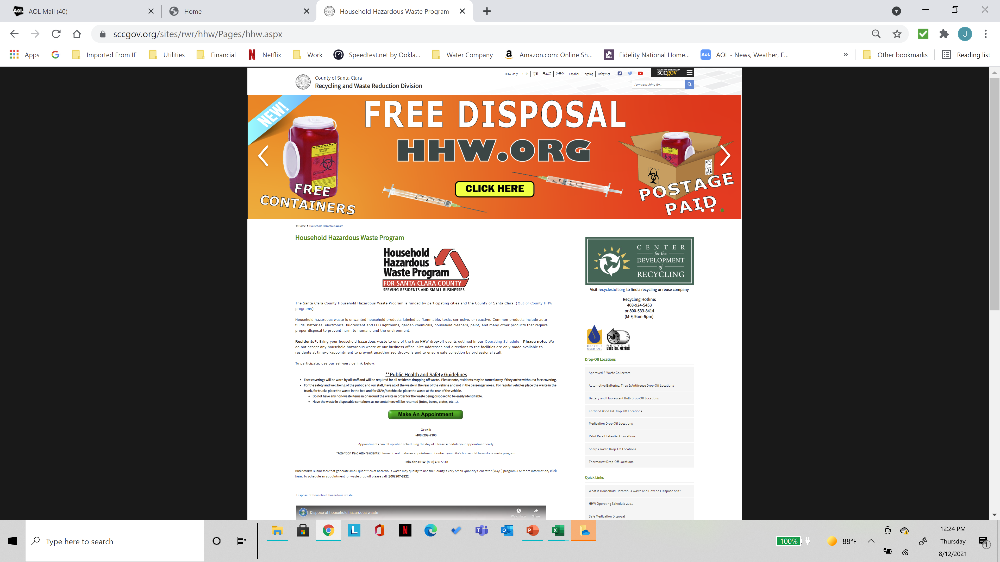 Aol. AOL Mail (40)
Home
Household Hazardous Waste Program -
sccgov.org/sites/rwr/hhw/Pages/hhw.aspx
J
Apps
Imported From IE
Utilities
Financial
Netflix
Work
Speedtest.net by Ookla...
Water Company
Amazon.com: Online Sh...
Fidelity National Home...
Aol. AOL - News, Weather, E...
»
Other bookmarks
Reading list
County of Santa Clara
Recycling and Waste Reduction Division
HHW Only: 中文 हिंदी 日本語 한국어 Español Tagalog Tiếng Việt
COUNTY OF SANTA CLARA
SCCGOV
I am searching for...
NEW!
FREE DISPOSAL
HHW.ORG
CLICK HERE
FREE
CONTAINERS
POSTAGE
PAID
Home Household Hazardous Waste
Household Hazardous Waste Program
Household
Hazardous
Waste Program
FOR SANTA CLARA COUNTY
SERVING RESIDENTS AND SMALL BUSINESSES
The Santa Clara County Household Hazardous Waste Program is funded by participating cities and the County of Santa Clara. (Out-of-County HHW
programs)
Household hazardous waste is unwanted household products labeled as flammable, toxic, corrosive, or reactive. Common products include auto
fluids, batteries, electronics, fluorescent and LED lightbulbs, garden chemicals, household cleaners, paint, and many other products that require
proper disposal to prevent harm to humans and the environment.
Residents*: Bring your household hazardous waste to one of the free HHW drop-off events outlined in our Operating Schedule. Please note: We
do not accept any household hazardous waste at our business office. Site addresses and directions to the facilities are only made available to
residents at time-of-appointment to prevent unauthorized drop-offs and to ensure safe collection by professional staff.
To participate, use our self-service link below:
**Public Health and Safety Guidelines
• Face coverings will be worn by all staff and will be required for all residents dropping off waste. Please note, residents may be turned away if they arrive without a face covering.
• For the safety and well being of the public and our staff, have all of the waste in the rear of the vehicle and not in the passenger areas. For regular vehicles place the waste in the
trunk, for trucks place the waste in the bed and for SUVs/hatchbacks place the waste at the rear of the vehicle.
Do not have any non-waste items in or around the waste in order for the waste being disposed to be easily identifiable.
Have the waste in disposable containers as no containers will be returned (totes, boxes, crates, etc...).
Make An Appointment
Or call:
(408) 299-7300
Appointments can fill up when scheduling the day of. Please schedule your appointment early.
*Attention Palo Alto residents: Please do not make an appointment. Contact your city's household hazardous waste program.
Palo Alto HHW: (650) 496-5910
Businesses: Businesses that generate small quantities of hazardous waste may qualify to use the County's Very Small Quantity Generator (VSQG) program. For more information, click
here. To schedule an appointment for waste drop off please call (800) 207-8222.
Dispose of household hazardous waste
Dispose of household hazardous waste
Watch later Share
CENTER
for the
DEVELOPMENT
of
RECYCLING
Visit recyclestuff.org to find a recycling or reuse company
Recycling Hotline:
408-924-5453
or 800-533-8414
(M-F, 9am-5pm)
RECYCLE
USED OIL
RECYCLE
USED OIL FILTERS
Drop-Off Locations
Approved E-Waste Collectors
Automotive Batteries, Tires & Antifreeze Drop-Off Locations
Battery and Fluorescent Bulb Drop-Off Locations
Certified Used Oil Drop-Off Locations
Medication Drop-Off Locations
Paint Retail Take-Back Locations
Sharps Waste Drop-Off Locations
Thermostat Drop-Off Locations
Quick Links
What is Household Hazardous Waste and How do I Dispose of it?
HHW Operating Schedule 2021
Safe Medication Disposal
Type here to search
100%
88°F
12:24 PM
Thursday
8/12/2021
1